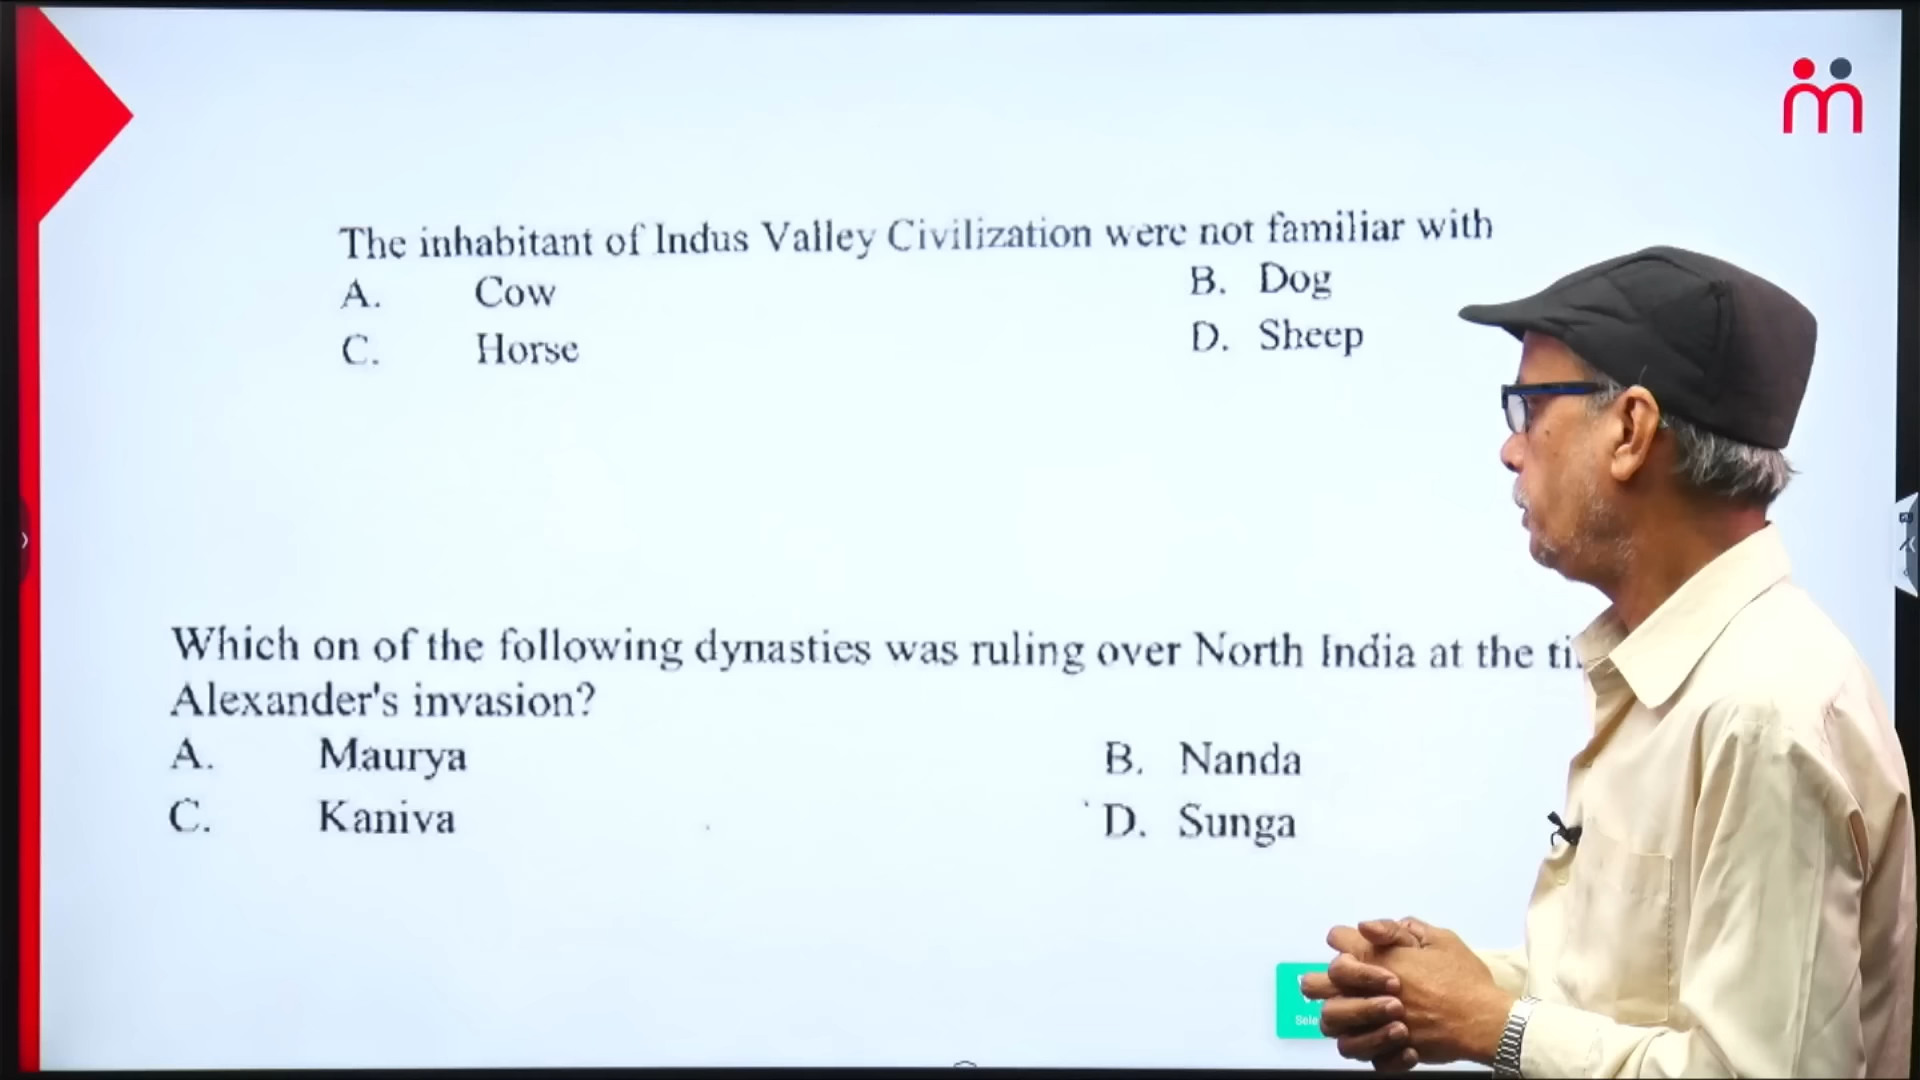 The inhabitant of Indus Valley Civilization were not familiar with
A. Cow B. Dog
C. Horse D. Sheep
Which on of the following dynasties was ruling over North India at the
Alexander's invasion?
A. Maurya B. Nanda
C. Kaniva D. Sunga